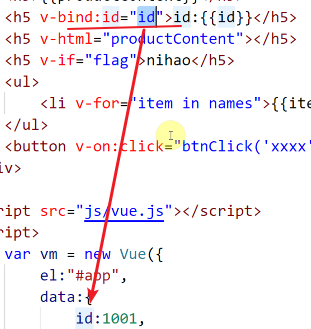 <h5 v-bind:id="id">id:{{id}}</h5>
<h5 v-html="productContent"></h5>
<h5 v-if="flag">nihao</h5>
<ul>
<li v-for="item in names">{{ite
</ul>
<button v-on:click="btnClick('xxxx'
iv>
ript src="js/vue.js"></script>
ript>
var vm = new Vue({
el:"#app",
data:{
id:1001,